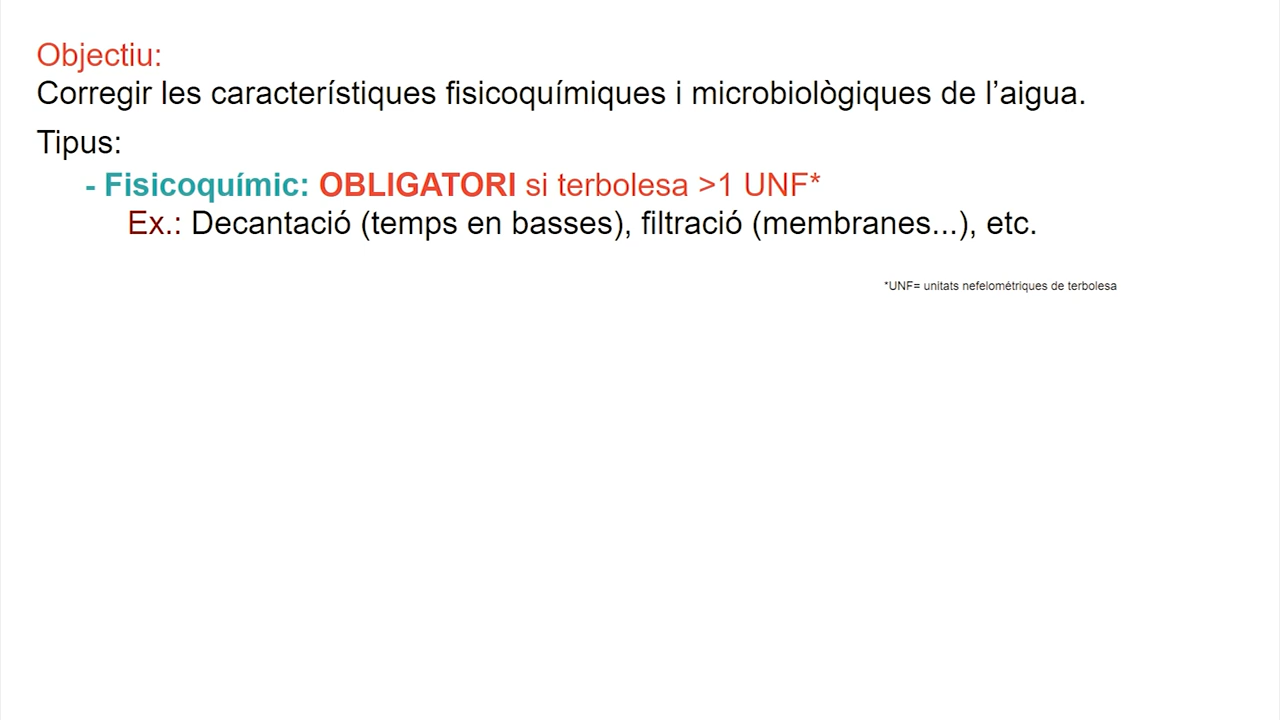 Objectiu:
Corregir les característiques fisicoquímiques i microbiològiques de l’aigua.
Tipus:
- Fisicoquímic: OBLIGATORI si terbolesa >1 UNF*
Ex.: Decantació (temps en basses), filtració (membranes...), etc.
*UNF= unitats nefelomètriques de terbolesa